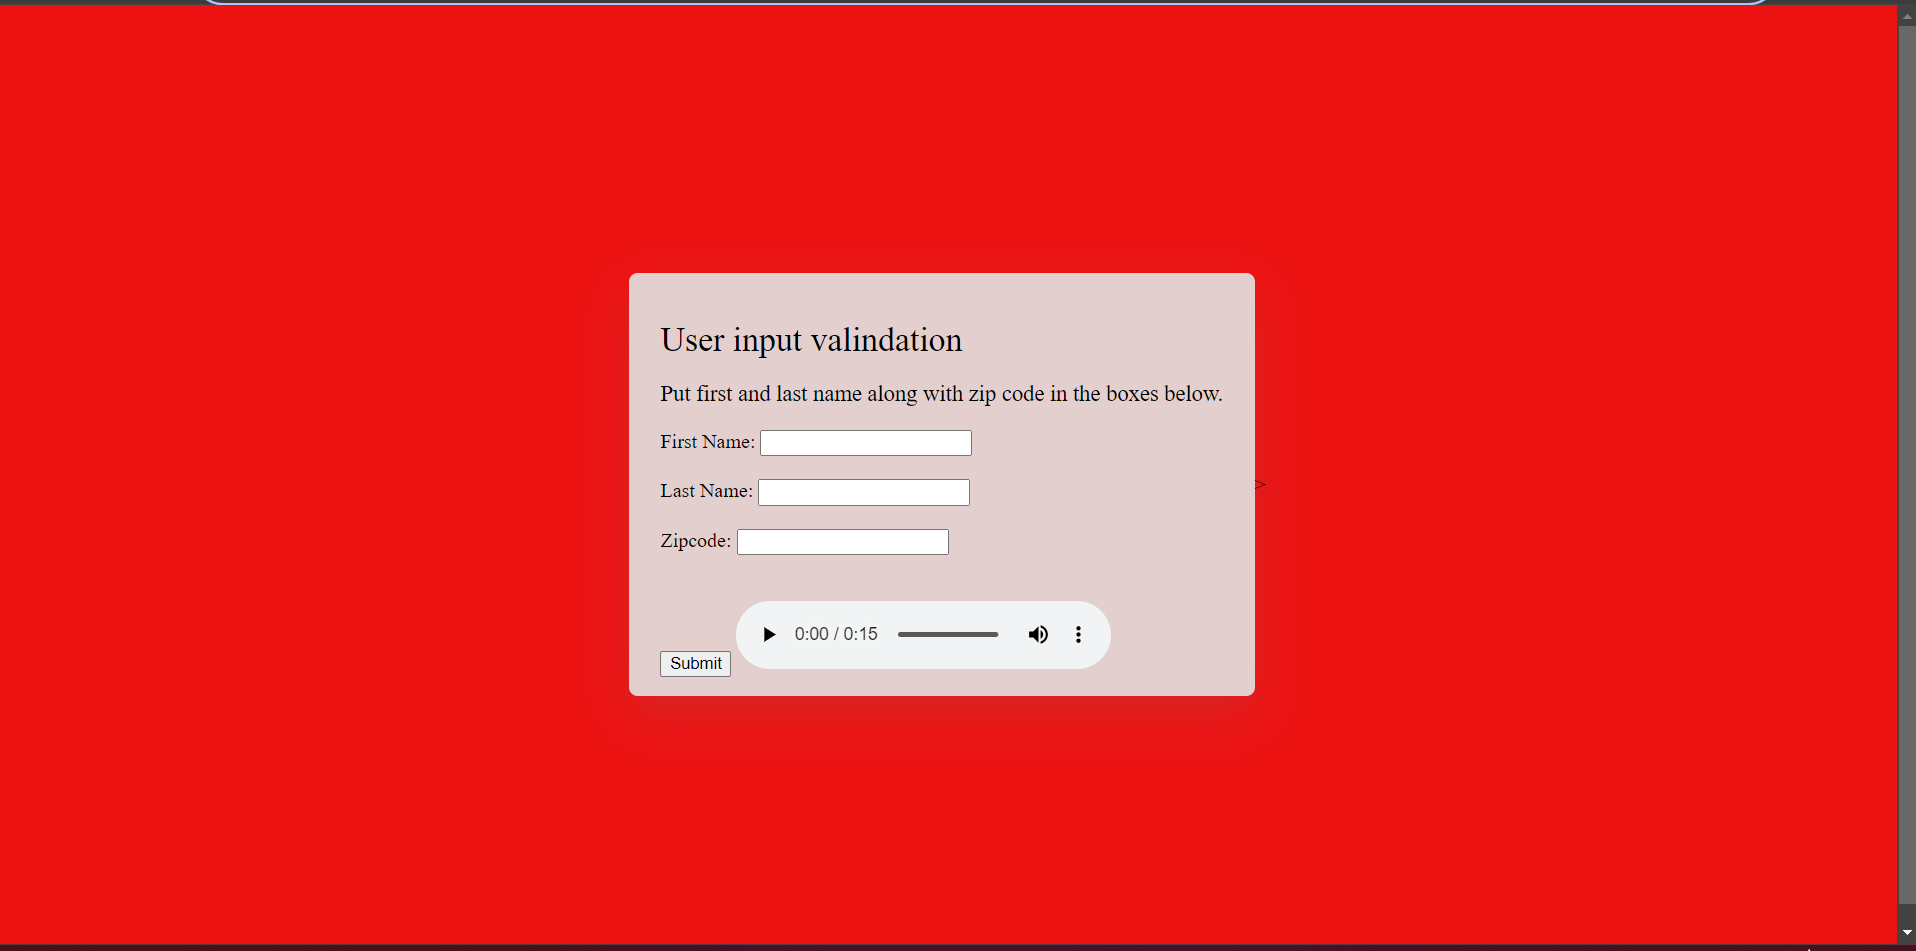 User input valindation
Put first and last name along with zip code in the boxes below.
First Name:
Last Name:
>
Zipcode:
0:00 / 0:15
Submit